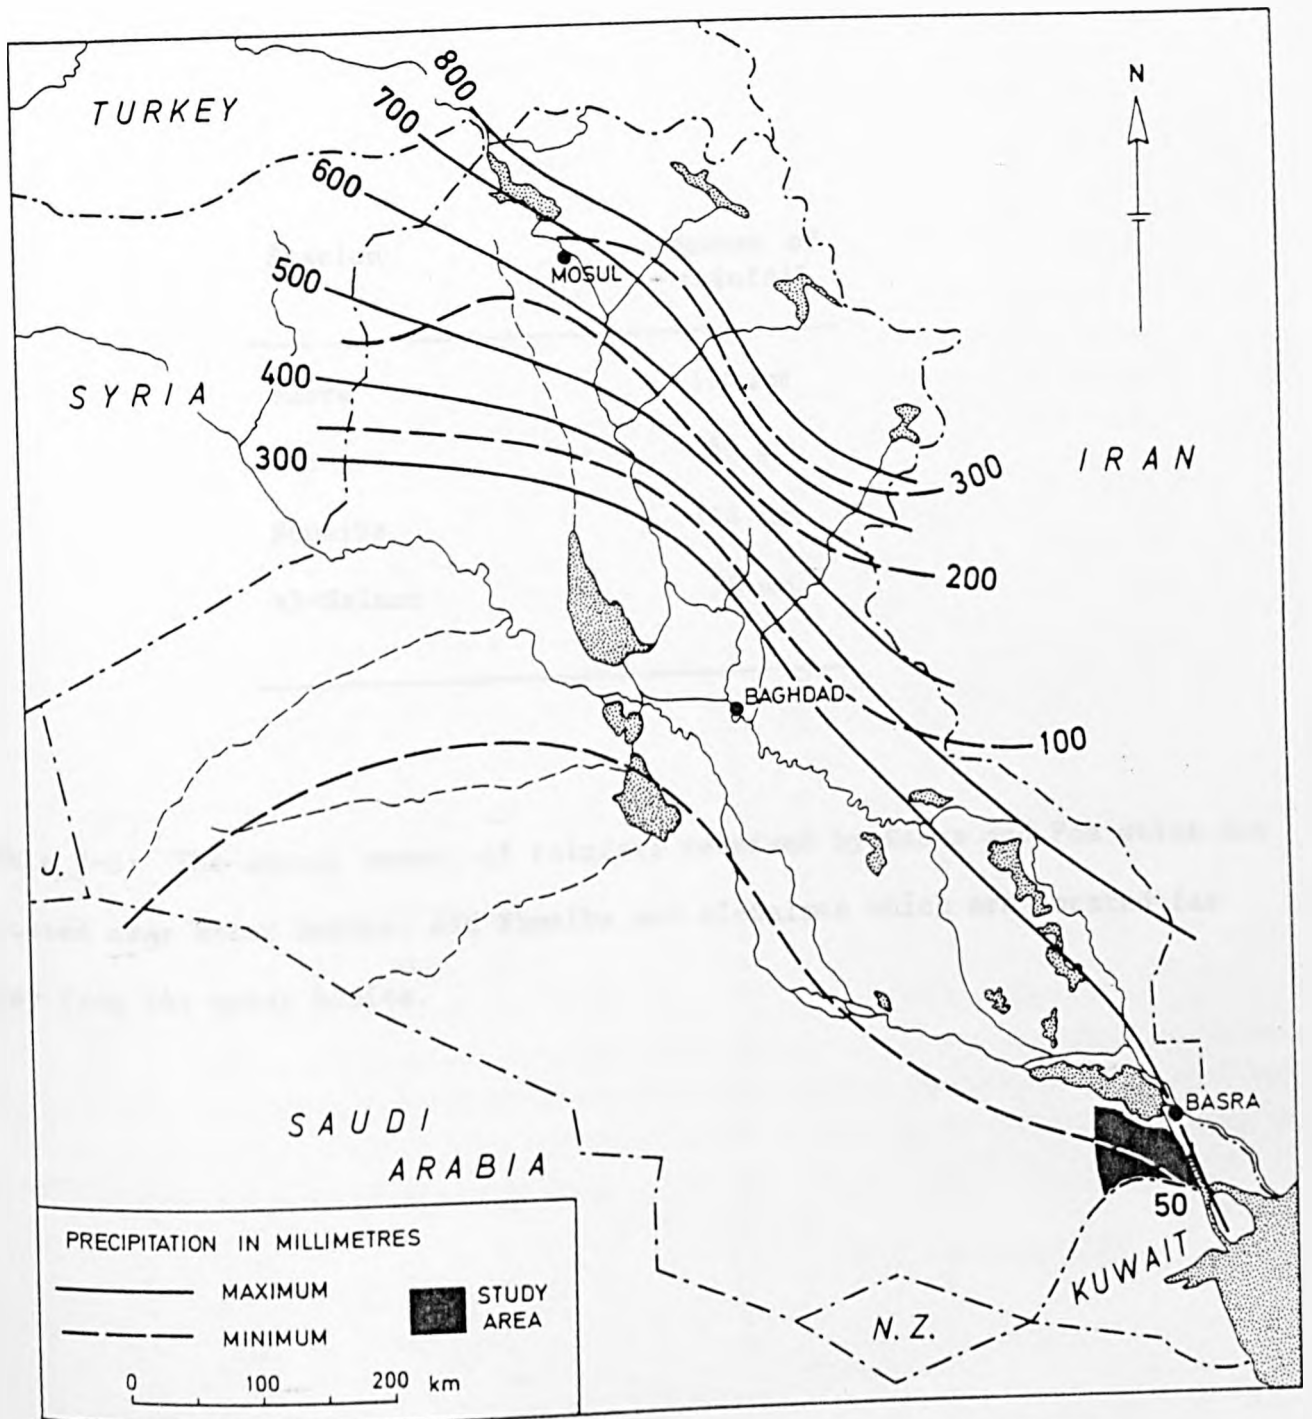 N
TURKEY
800
700
600
MOSUL
500
SYRIA
400
300
IRAN
300
200
BAGHDAD
100
J.
SAUDI
ARABIA
BASRA
50
KUWAIT
N. Z.
PRECIPITATION IN MILLIMETRES
MAXIMUM
MINIMUM
STUDY
AREA
0 100 200 km